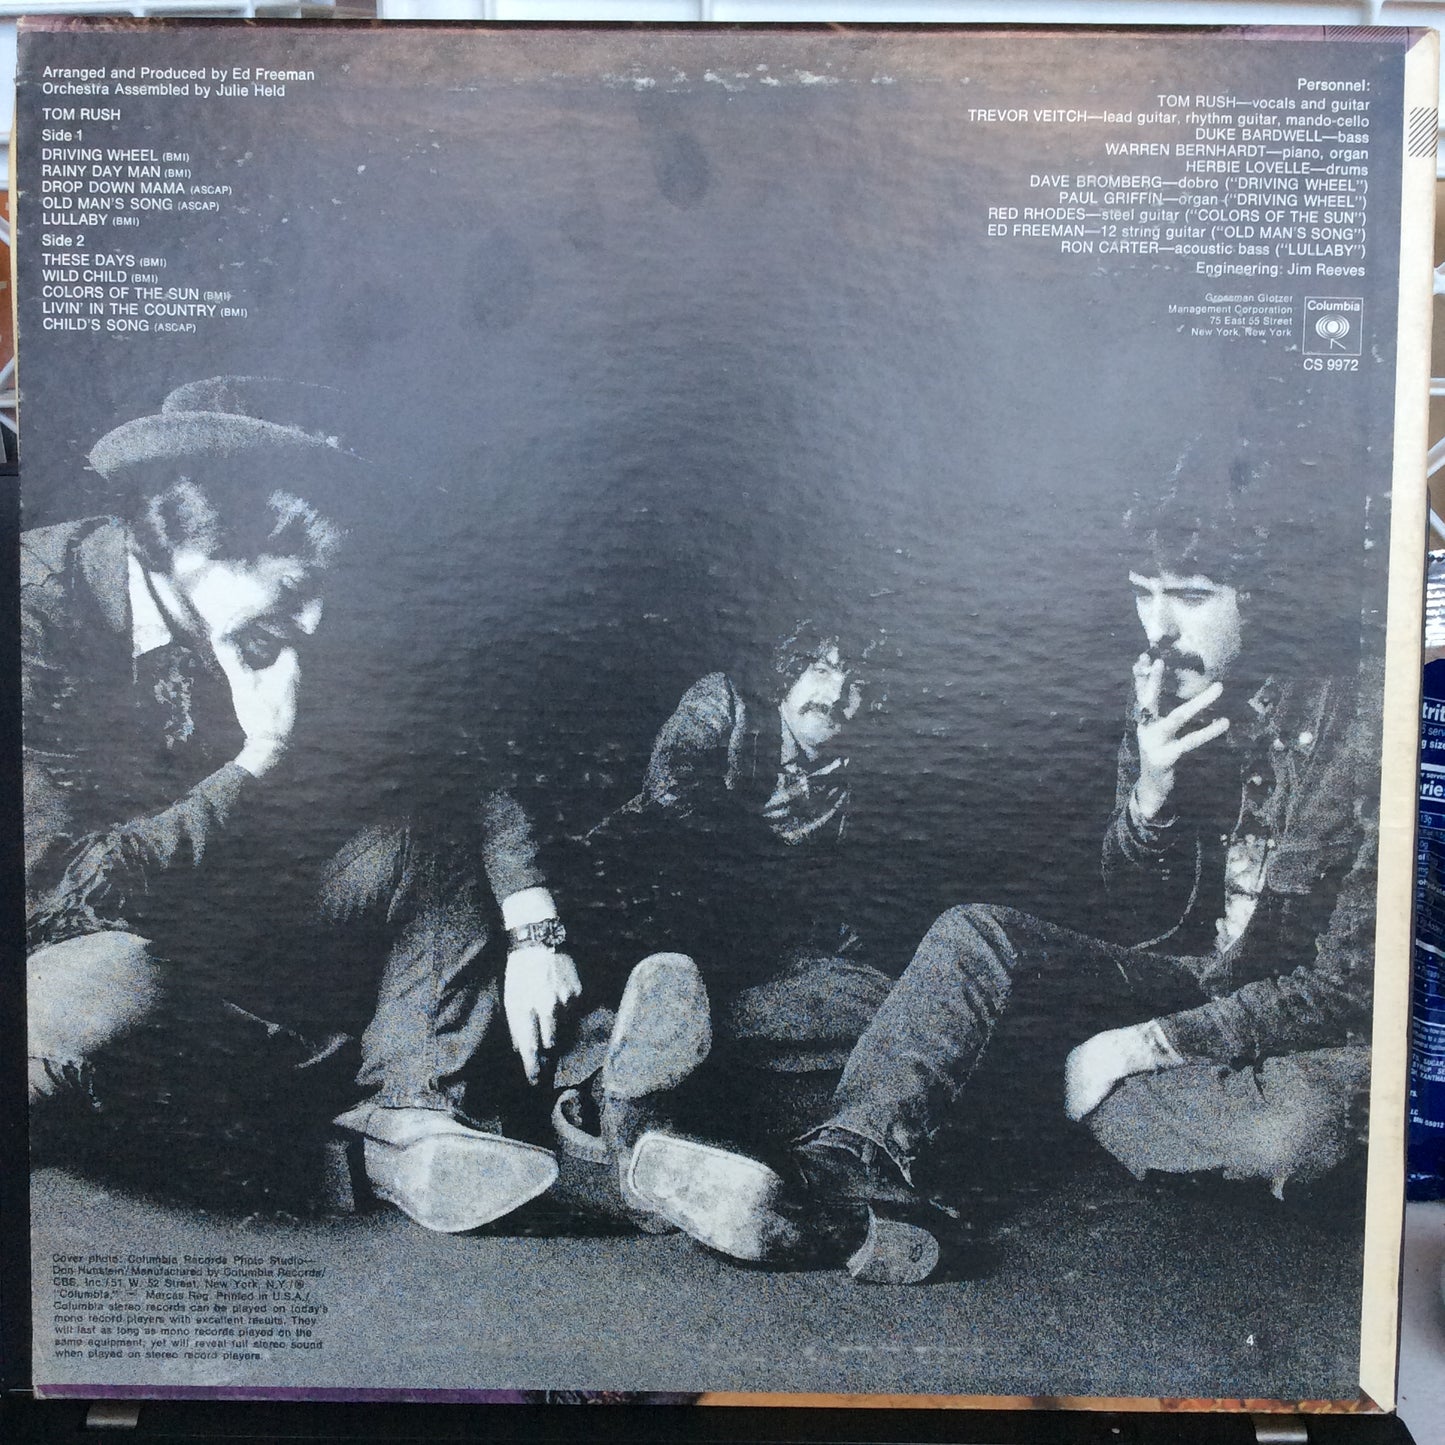 Arranged and Produced by Ed Freeman
Orchestra Assembled by Julie Held
TOM RUSH
Side 1
DRIVING WHEEL (BMI)
RAINY DAY MAN (BMI)
DROP DOWN MAMA (ASCAP)
OLD MAN'S SONG (ASCAP)
LULLABY (BMI)
Side 2
THESE DAYS (BMI)
WILD CHILD (BMI)
COLORS OF THE SUN (BMI)
LIVIN' IN THE COUNTRY (BMI)
CHILD'S SONG (ASCAP)
Personnel:
TOM RUSH—vocals and guitar
TREVOR VEITCH—lead guitar, rhythm guitar, mando-cello
DUKE BARDWELL—bass
WARREN BERNHARDT—piano, organ
HERBIE LOVELLE—drums
DAVE BROMBERG—dobro ("DRIVING WHEEL")
PAUL GRIFFIN—organ ("DRIVING WHEEL")
RED RHODES—steel guitar ("COLORS OF THE SUN")
ED FREEMAN—12 string guitar ("OLD MAN'S SONG")
RON CARTER—acoustic bass ("LULLABY")
Engineering: Jim Reeves
Grossman Glotzer
Management Corporation
75 East 55 Street
New York, New York
Columbia
CS 9972
Cover photo: Columbia Records Photo Studio—
Don Hunstein/Manufactured by Columbia Records/
CBS, Inc./51 W. 52 Street, New York, N.Y./®
"Columbia," Marcas Reg. Printed in U.S.A./
Columbia stereo records can be played on today's
mono record players with excellent results. They
will last as long as mono records played on the
same equipment, yet will reveal full stereo sound
when played on stereo record players.
4